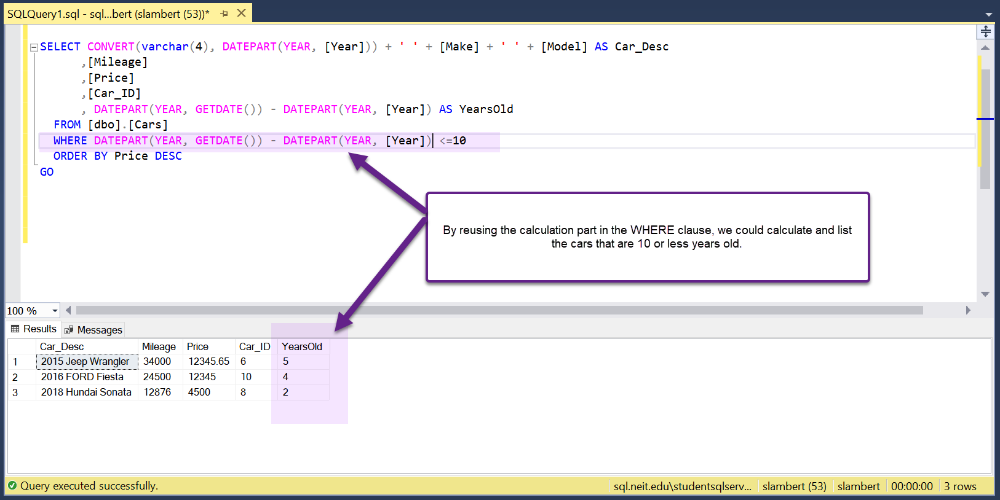 SQLQuery1.sql - sql...bert (slambert (53))*
SELECT CONVERT(varchar(4), DATEPART(YEAR, [Year])) + ' ' + [Make] + ' ' + [Model] AS Car_Desc
,[Mileage]
,[Price]
,[Car_ID]
, DATEPART(YEAR, GETDATE()) - DATEPART(YEAR, [Year]) AS YearsOld
FROM [dbo].[Cars]
WHERE DATEPART(YEAR, GETDATE()) - DATEPART(YEAR, [Year]) <=10
ORDER BY Price DESC
GO
By reusing the calculation part in the WHERE clause, we could calculate and list
the cars that are 10 or less years old.
100 %
Results Messages
Car_Desc Mileage Price Car_ID YearsOld
1 2015 Jeep Wrangler 34000 12345.65 6 5
2 2016 FORD Fiesta 24500 12345 10 4
3 2018 Hundai Sonata 12876 4500 8 2
Query executed successfully. sql.neit.edu\studentsqlserv... slambert (53) slambert 00:00:00 3 rows